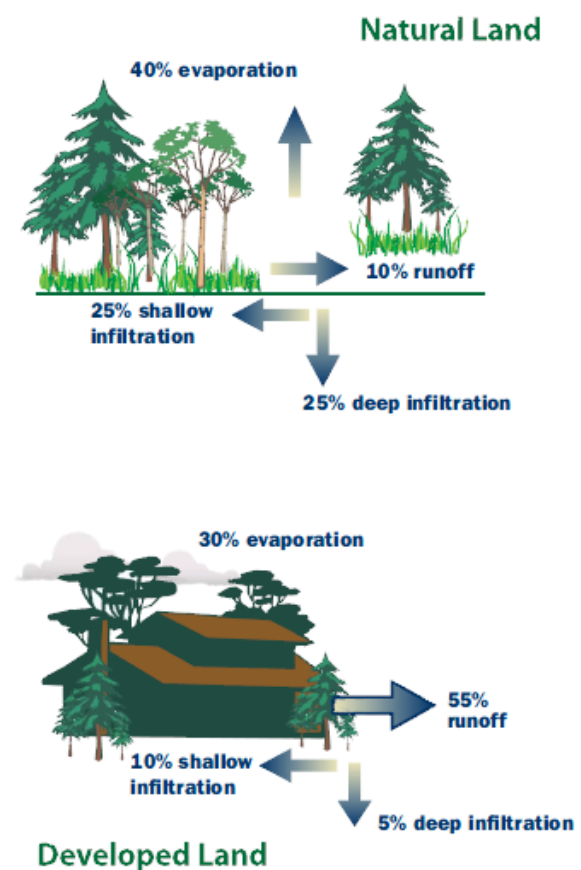 Natural Land
40% evaporation
10% runoff
25% shallow
infiltration
25% deep infiltration
30% evaporation
55%
runoff
10% shallow
infiltration
5% deep infiltration
Developed Land